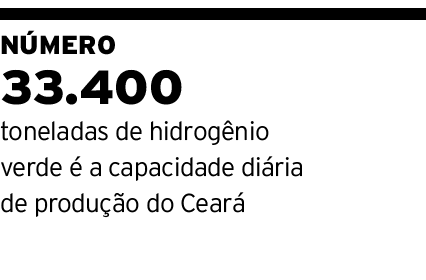 NÚMERO
33.400
toneladas de hidrogênio
verde é a capacidade diária
de produção do Ceará